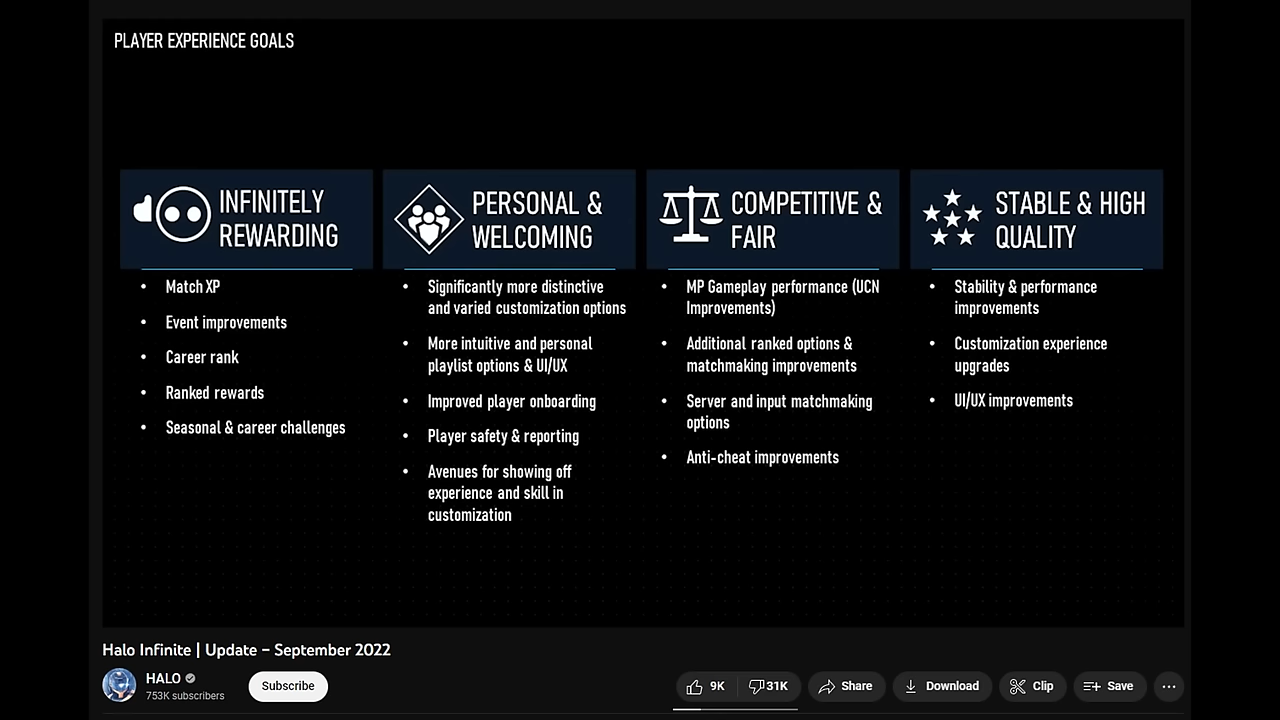 PLAYER EXPERIENCE GOALS
INFINITELY
REWARDING
• Match XP
• Event improvements
• Career rank
• Ranked rewards
• Seasonal & career challenges
PERSONAL &
WELCOMING
• Significantly more distinctive
and varied customization options
• More intuitive and personal
playlist options & UI/UX
• Improved player onboarding
• Player safety & reporting
• Avenues for showing off
experience and skill in
customization
COMPETITIVE &
FAIR
• MP Gameplay performance (UCN
Improvements)
• Additional ranked options &
matchmaking improvements
• Server and input matchmaking
options
• Anti-cheat improvements
STABLE & HIGH
QUALITY
• Stability & performance
improvements
• Customization experience
upgrades
• UI/UX improvements
Halo Infinite | Update – September 2022
HALO
753K subscribers
Subscribe
9K
31K
Share
Download
Clip
Save